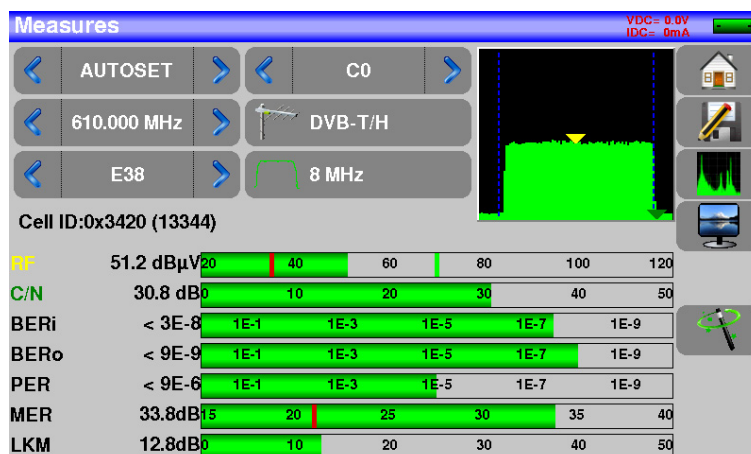 Measures VDC= 0.0V
IDC= 0mA
AUTOSET C0
610.000 MHz DVB-T/H
E38 8 MHz
Cell ID:0x3420 (13344)
RF 51.2 dBµV 20 40 60 80 100 120
C/N 30.8 dB 0 10 20 30 40 50
BERi < 3E-8 1E-1 1E-3 1E-5 1E-7 1E-9
BERo < 9E-9 1E-1 1E-3 1E-5 1E-7 1E-9
PER < 9E-6 1E-1 1E-3 1E-5 1E-7 1E-9
MER 33.8dB 15 20 25 30 35 40
LKM 12.8dB 0 10 20 30 40 50